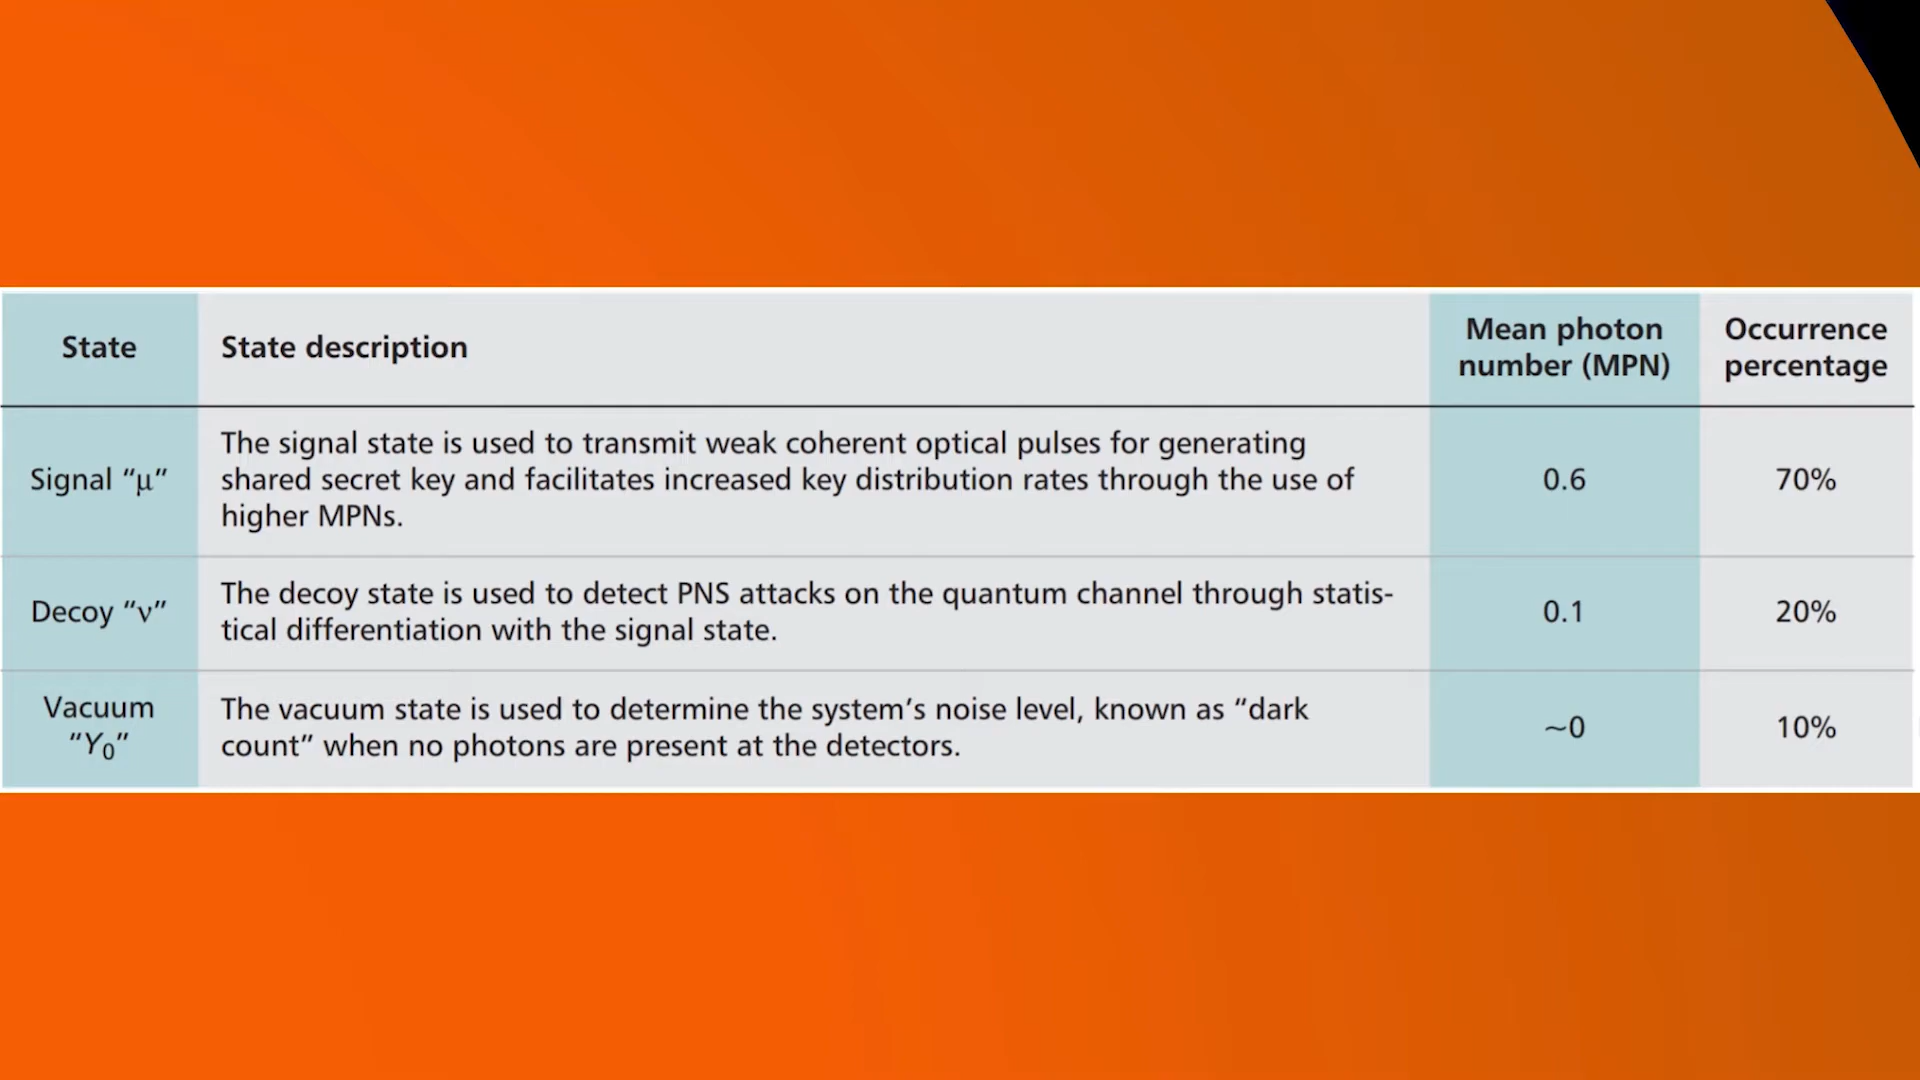 State
State description
Mean photon
number (MPN)
Occurrence
percentage
Signal “μ”
The signal state is used to transmit weak coherent optical pulses for generating
shared secret key and facilitates increased key distribution rates through the use of
higher MPNs.
0.6
70%
Decoy “ν”
The decoy state is used to detect PNS attacks on the quantum channel through statis-
tical differentiation with the signal state.
0.1
20%
Vacuum
“Y₀”
The vacuum state is used to determine the system’s noise level, known as “dark
count” when no photons are present at the detectors.
~0
10%